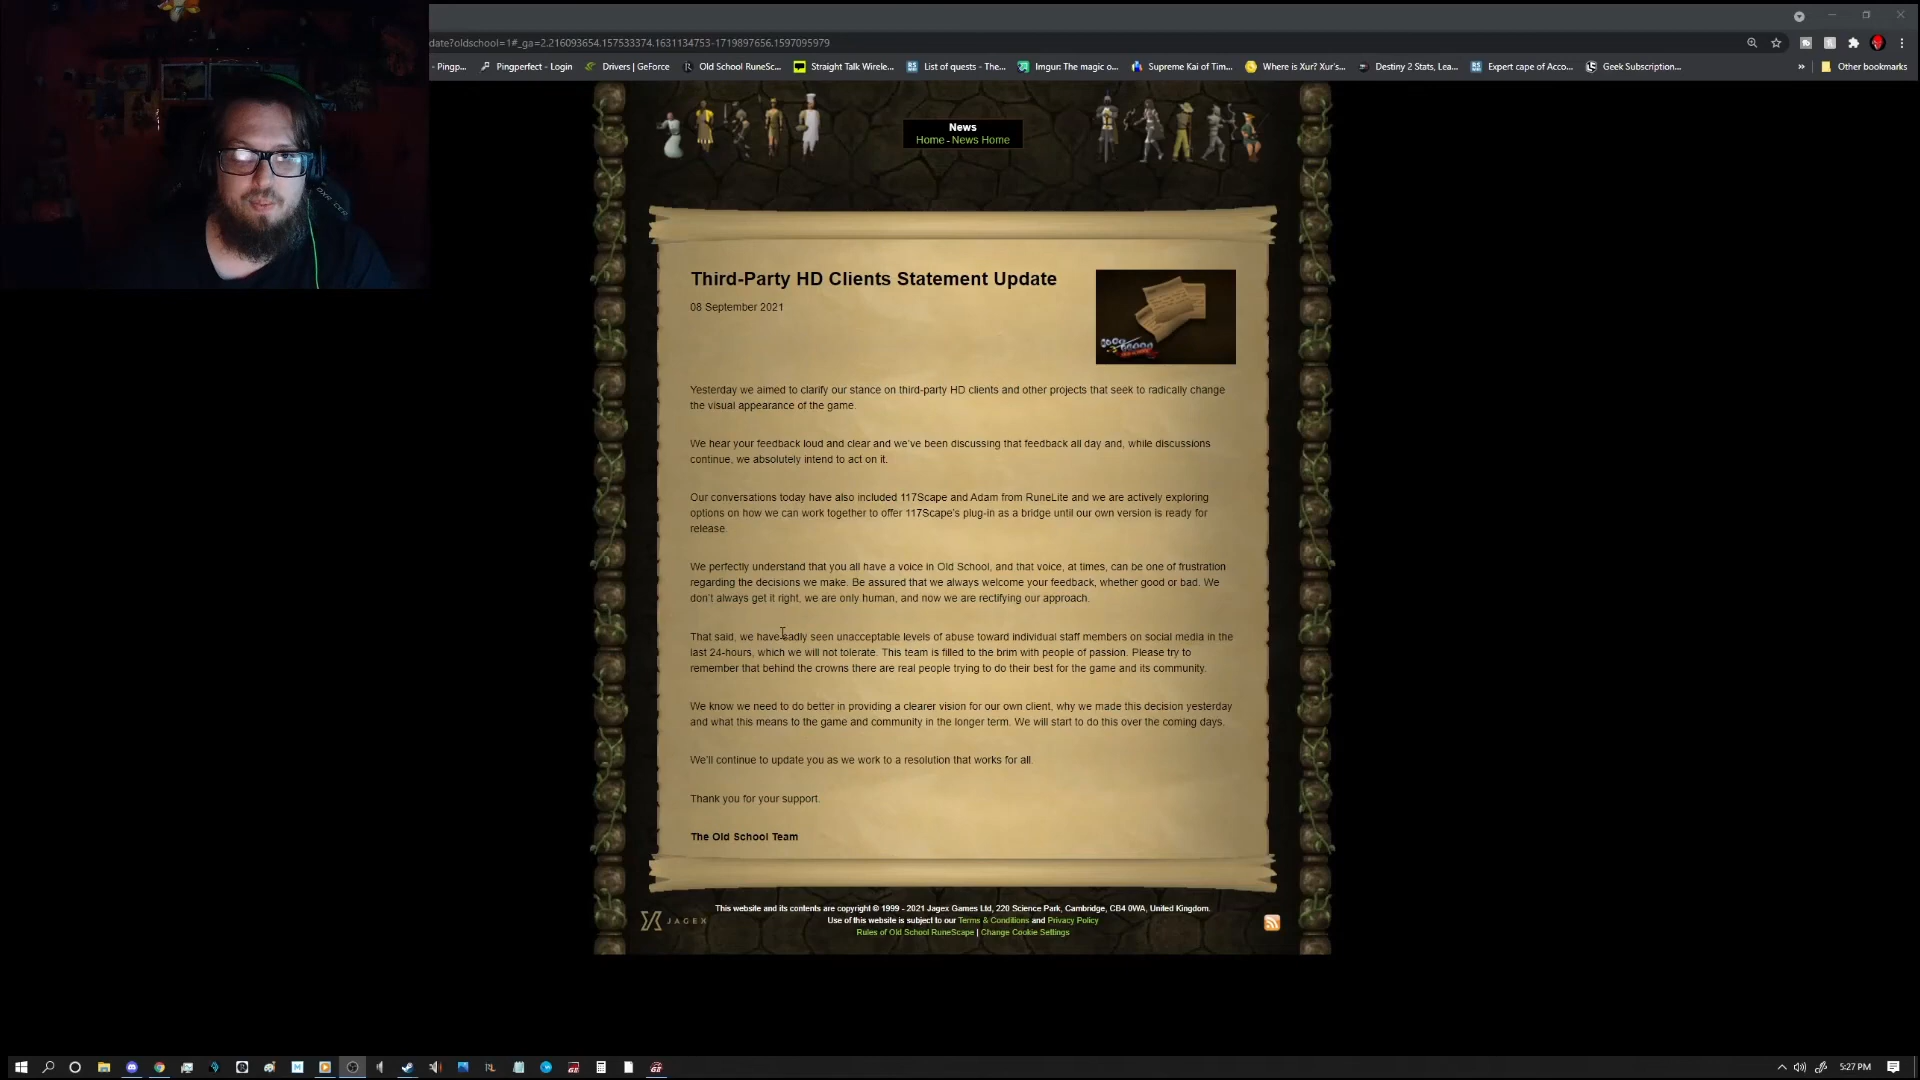 date?oldschool=1#_ga=2.216093654.157533374.1631134753-1719897656.1597095979
- Pingp... Pingperfect - Login Drivers | GeForce Old School RuneSc... Straight Talk Wirele... List of quests - The... Imgur: The magic o... Supreme Kai of Tim... Where is Xur? Xur's... Destiny 2 Stats, Lea... Expert cape of Acco... Geek Subscription... » Other bookmarks
News
Home - News Home
Third-Party HD Clients Statement Update
08 September 2021
Yesterday we aimed to clarify our stance on third-party HD clients and other projects that seek to radically change
the visual appearance of the game.
We hear your feedback loud and clear and we've been discussing that feedback all day and, while discussions
continue, we absolutely intend to act on it.
Our conversations today have also included 117Scape and Adam from RuneLite and we are actively exploring
options on how we can work together to offer 117Scape's plug-in as a bridge until our own version is ready for
release.
We perfectly understand that you all have a voice in Old School, and that voice, at times, can be one of frustration
regarding the decisions we make. Be assured that we always welcome your feedback, whether good or bad. We
don't always get it right, we are only human, and now we are rectifying our approach.
That said, we have sadly seen unacceptable levels of abuse toward individual staff members on social media in the
last 24-hours, which we will not tolerate. This team is filled to the brim with people of passion. Please try to
remember that behind the crowns there are real people trying to do their best for the game and its community.
We know we need to do better in providing a clearer vision for our own client, why we made this decision yesterday
and what this means to the game and community in the longer term. We will start to do this over the coming days.
We'll continue to update you as we work to a resolution that works for all.
Thank you for your support.
The Old School Team
This website and its contents are copyright © 1999 - 2021 Jagex Games Ltd, 220 Science Park, Cambridge, CB4 0WA, United Kingdom.
Use of this website is subject to our Terms & Conditions and Privacy Policy
Rules of Old School RuneScape | Change Cookie Settings
JAGEX
5:27 PM